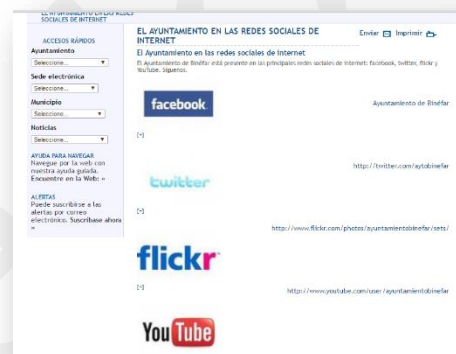 EL AYUNTAMIENTO EN LAS REDES
SOCIALES DE INTERNET
ACCESOS RÁPIDOS
Ayuntamiento
Seleccione...
Sede electrónica
Seleccione...
Municipio
Seleccione...
Noticias
Seleccione...
AYUDA PARA NAVEGAR
Navegue por la web con
nuestra ayuda guiada.
Encuentre en la Web: »
ALERTAS
Puede suscribirse a las
alertas por correo
electrónico. Suscríbase ahora
»
EL AYUNTAMIENTO EN LAS REDES SOCIALES DE
INTERNET
Enviar Imprimir
El Ayuntamiento en las redes sociales de Internet
El Ayuntamiento de Binéfar está presente en las principales redes sociales de Internet: facebook, twitter, flickr y
YouTube. Síguenos.
facebook
Ayuntamiento de Binéfar
[+]
twitter
http://twitter.com/aytobinefar
[+]
http://www.flickr.com/photos/ayuntamientobinefar/sets/
flickr
[+]
http://www.youtube.com/user/ayuntamientobinefar
YouTube